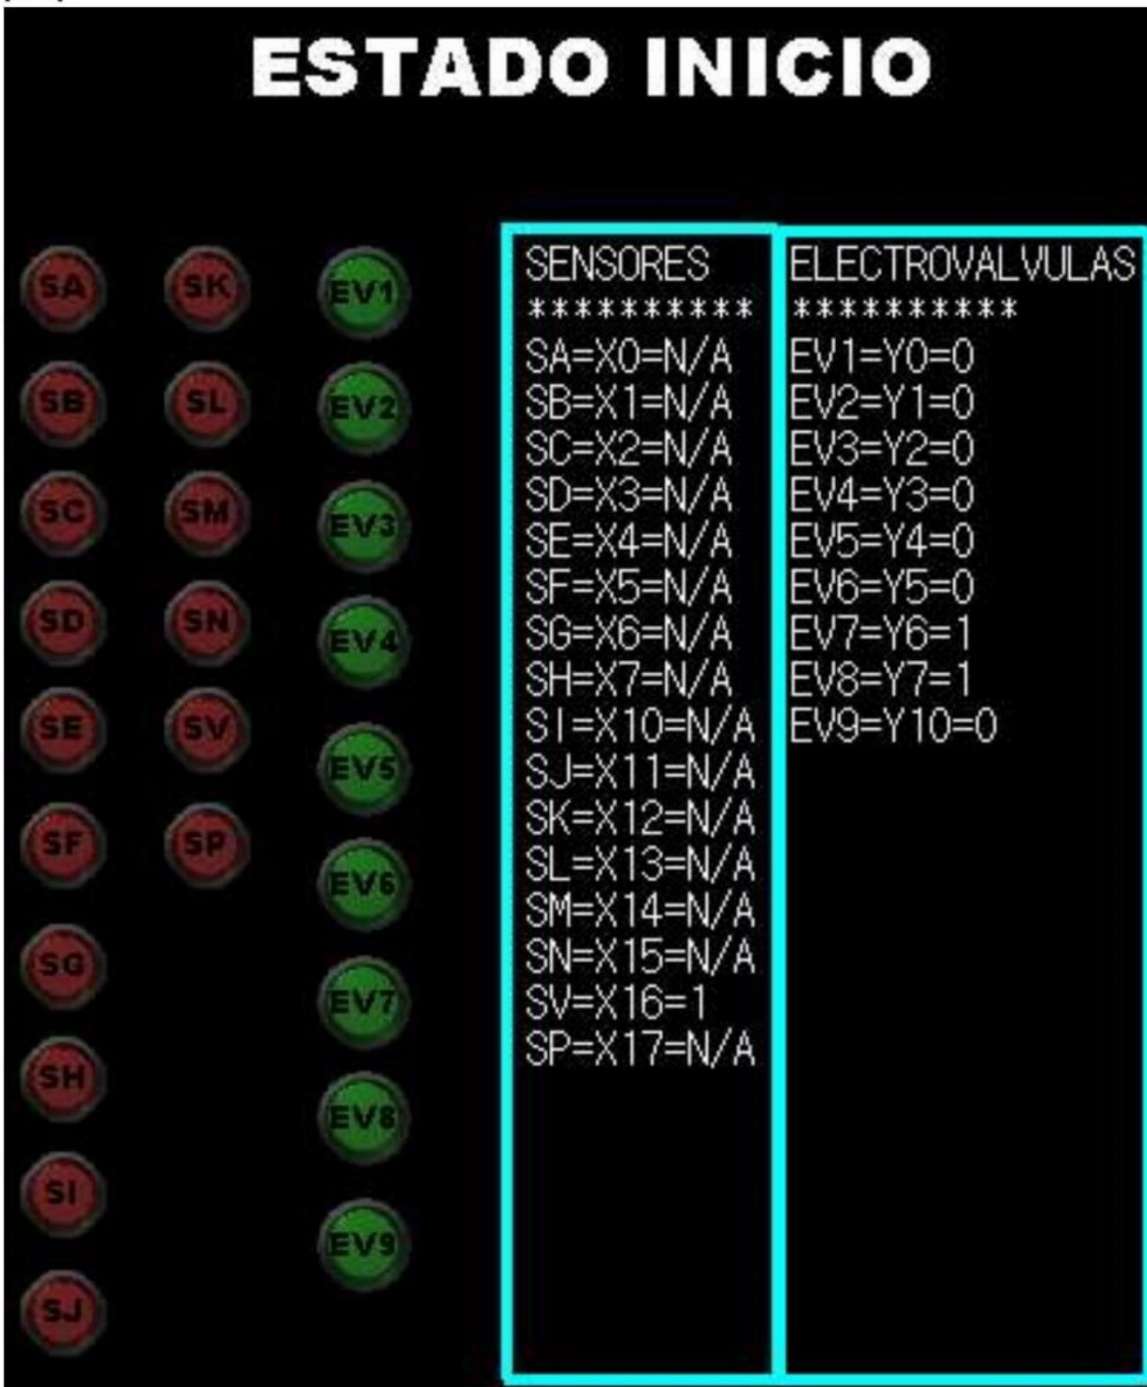 ESTADO INICIO
SA SK EV1
SB SL EV2
SC SM EV3
SD SN EV4
SE SV EV5
SF SP EV6
SG EV7
SH EV8
SI EV9
SJ
SENSORES
**********
SA=X0=N/A
SB=X1=N/A
SC=X2=N/A
SD=X3=N/A
SE=X4=N/A
SF=X5=N/A
SG=X6=N/A
SH=X7=N/A
SI=X10=N/A
SJ=X11=N/A
SK=X12=N/A
SL=X13=N/A
SM=X14=N/A
SN=X15=N/A
SV=X16=1
SP=X17=N/A
ELECTROVALVULAS
**********
EV1=Y0=0
EV2=Y1=0
EV3=Y2=0
EV4=Y3=0
EV5=Y4=0
EV6=Y5=0
EV7=Y6=1
EV8=Y7=1
EV9=Y10=0